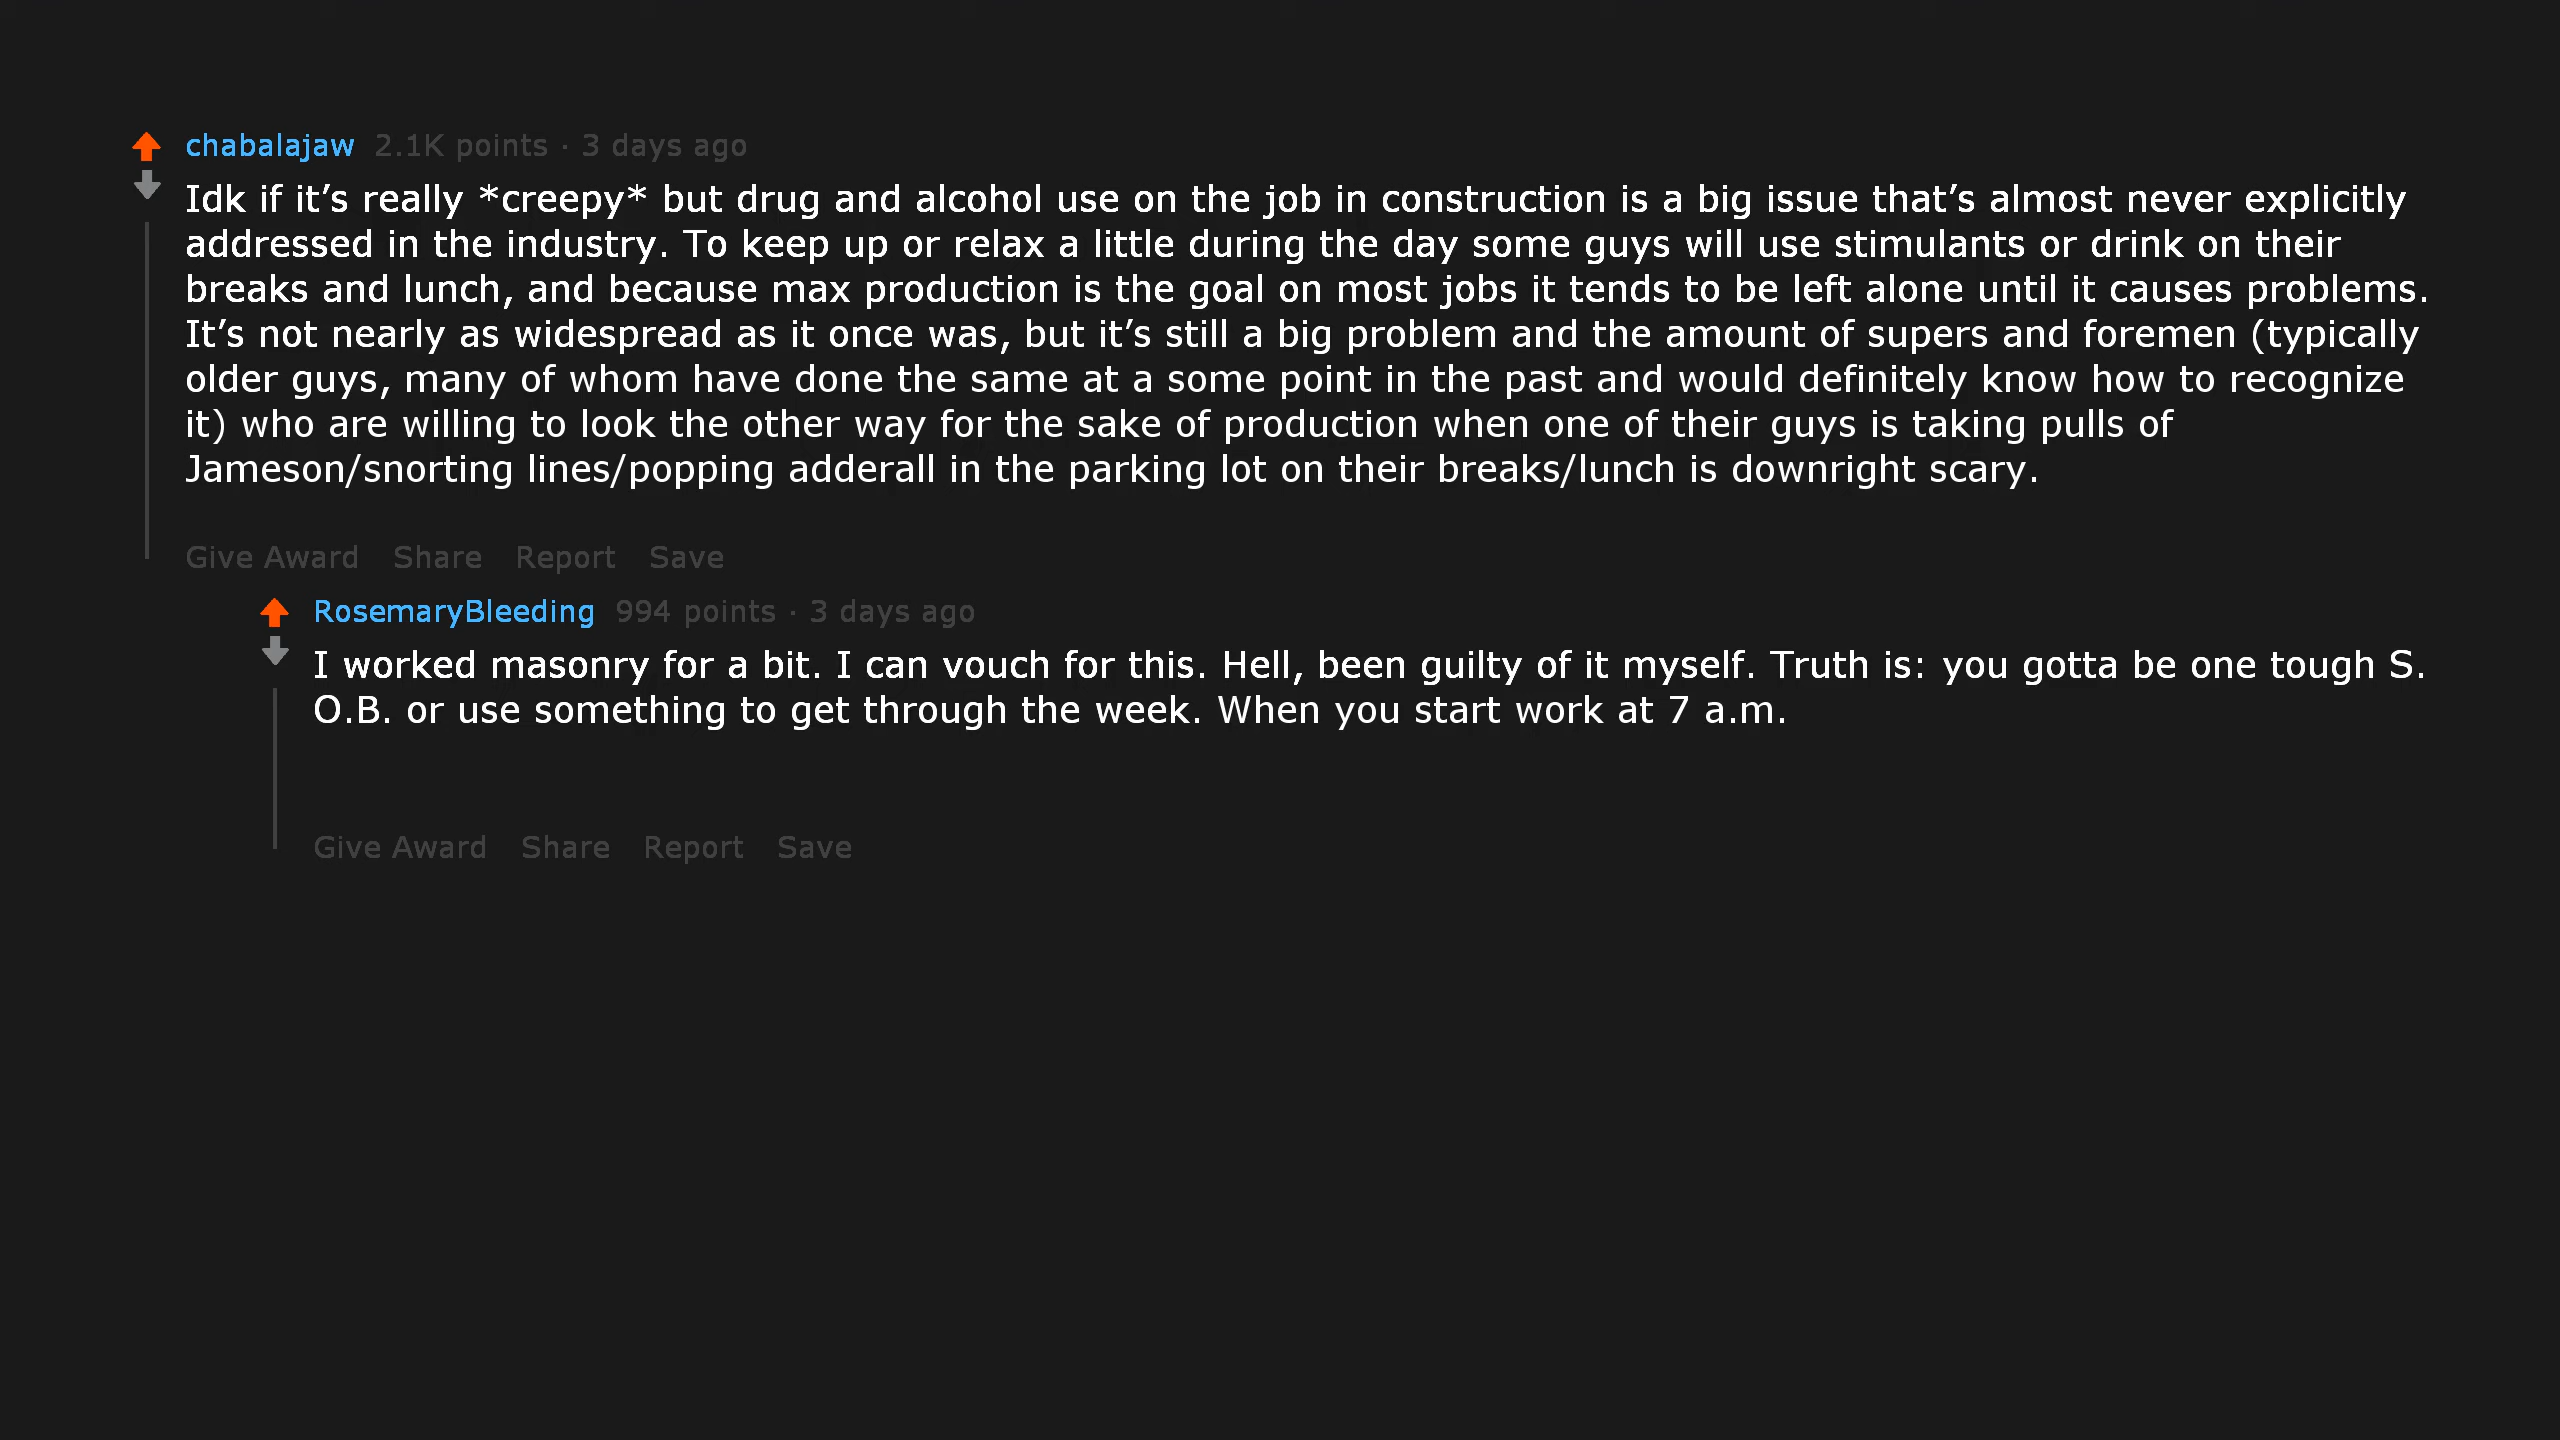 chabalajaw 2.1K points · 3 days ago
Idk if it’s really *creepy* but drug and alcohol use on the job in construction is a big issue that’s almost never explicitly
addressed in the industry. To keep up or relax a little during the day some guys will use stimulants or drink on their
breaks and lunch, and because max production is the goal on most jobs it tends to be left alone until it causes problems.
It’s not nearly as widespread as it once was, but it’s still a big problem and the amount of supers and foremen (typically
older guys, many of whom have done the same at a some point in the past and would definitely know how to recognize
it) who are willing to look the other way for the sake of production when one of their guys is taking pulls of
Jameson/snorting lines/popping adderall in the parking lot on their breaks/lunch is downright scary.
Give Award Share Report Save
RosemaryBleeding 994 points · 3 days ago
I worked masonry for a bit. I can vouch for this. Hell, been guilty of it myself. Truth is: you gotta be one tough S.
O.B. or use something to get through the week. When you start work at 7 a.m.
Give Award Share Report Save